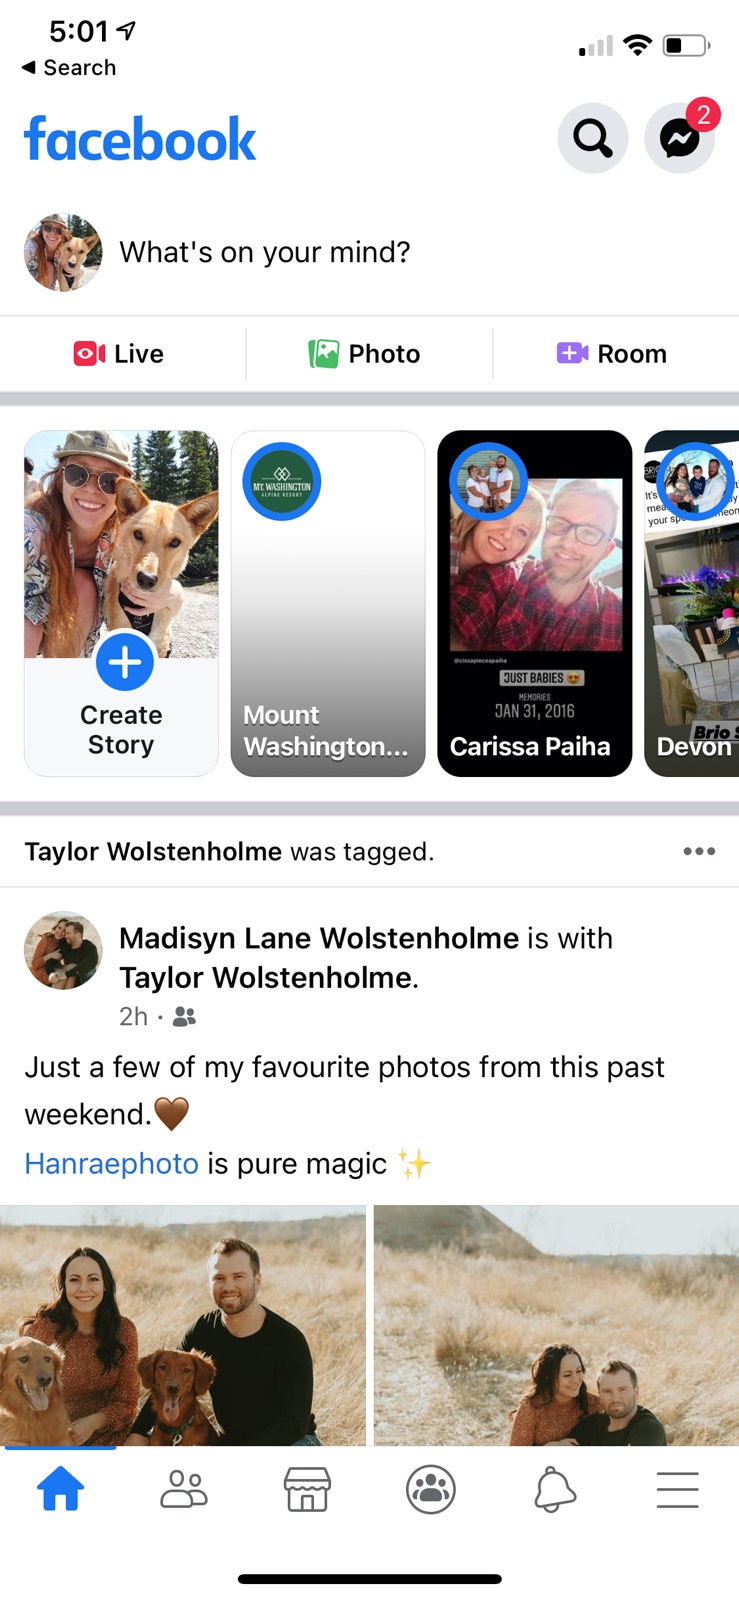 5:01
Search
facebook
2
What's on your mind?
Live
Photo
Room
Create
Story
MT. WASHINGTON
ALPINE RESORT
Mount
Washington...
@cissapieceapaiha
JUST BABIES 😍
MEMORIES
JAN 31, 2016
Carissa Paiha
It's
mea
your sp
Brio S
Devon
Taylor Wolstenholme was tagged.
Madisyn Lane Wolstenholme is with
Taylor Wolstenholme.
2h ·
Just a few of my favourite photos from this past
weekend.🤎
Hanraephoto is pure magic ✨